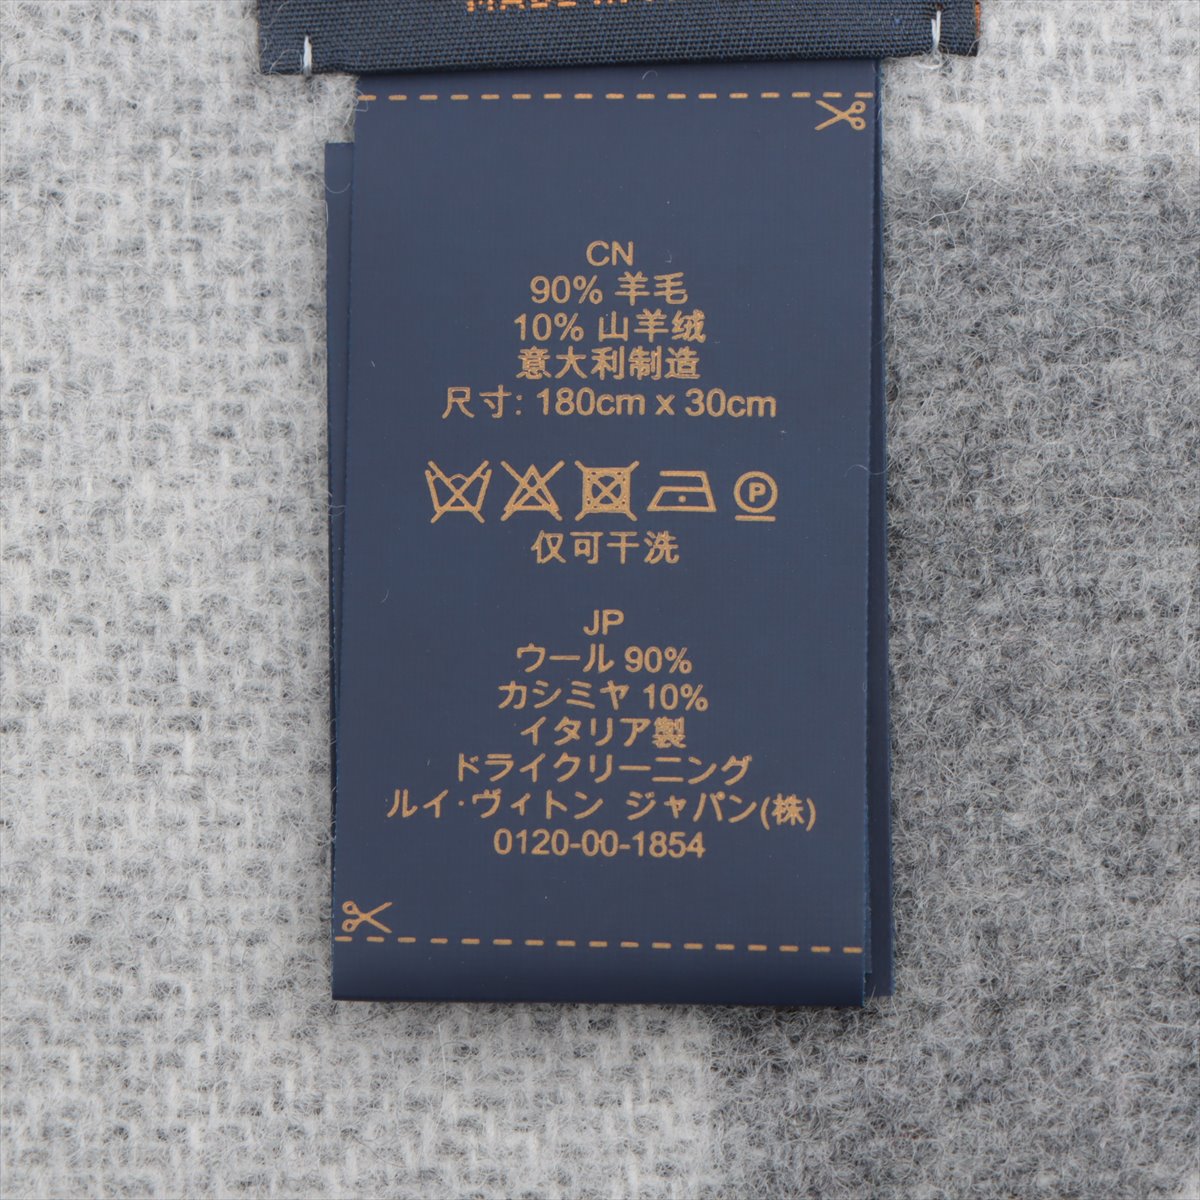 MADE IN
CN
90% 羊毛
10% 山羊绒
意大利制造
尺寸: 180cm x 30cm
P
仅可干洗
JP
ウール 90%
カシミヤ 10%
イタリア製
ドライクリーニング
ルイ·ヴィトン ジャパン(株)
0120-00-1854